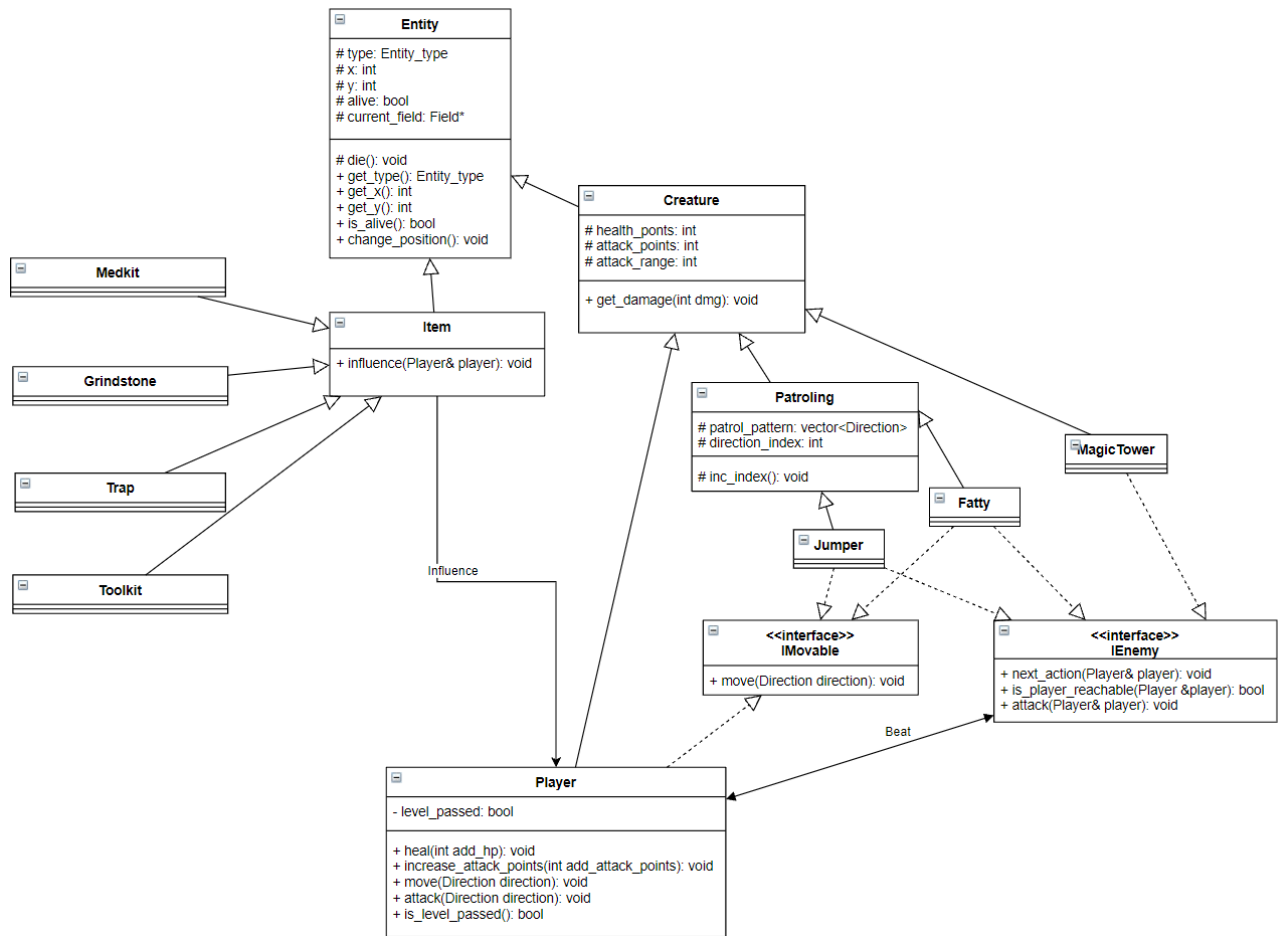 Entity
# type: Entity_type
# x: int
# y: int
# alive: bool
# current_field: Field*
# die(): void
+ get_type(): Entity_type
+ get_x(): int
+ get_y(): int
+ is_alive(): bool
+ change_position(): void
Creature
# health_ponts: int
# attack_points: int
# attack_range: int
+ get_damage(int dmg): void
Medkit
Item
+ influence(Player& player): void
Grindstone
Trap
Toolkit
Patroling
# patrol_pattern: vector<Direction>
# direction_index: int
# inc_index(): void
MagicTower
Fatty
Jumper
Influence
<<interface>>
IMovable
+ move(Direction direction): void
<<interface>>
IEnemy
+ next_action(Player& player): void
+ is_player_reachable(Player &player): bool
+ attack(Player& player): void
Beat
Player
- level_passed: bool
+ heal(int add_hp): void
+ increase_attack_points(int add_attack_points): void
+ move(Direction direction): void
+ attack(Direction direction): void
+ is_level_passed(): bool